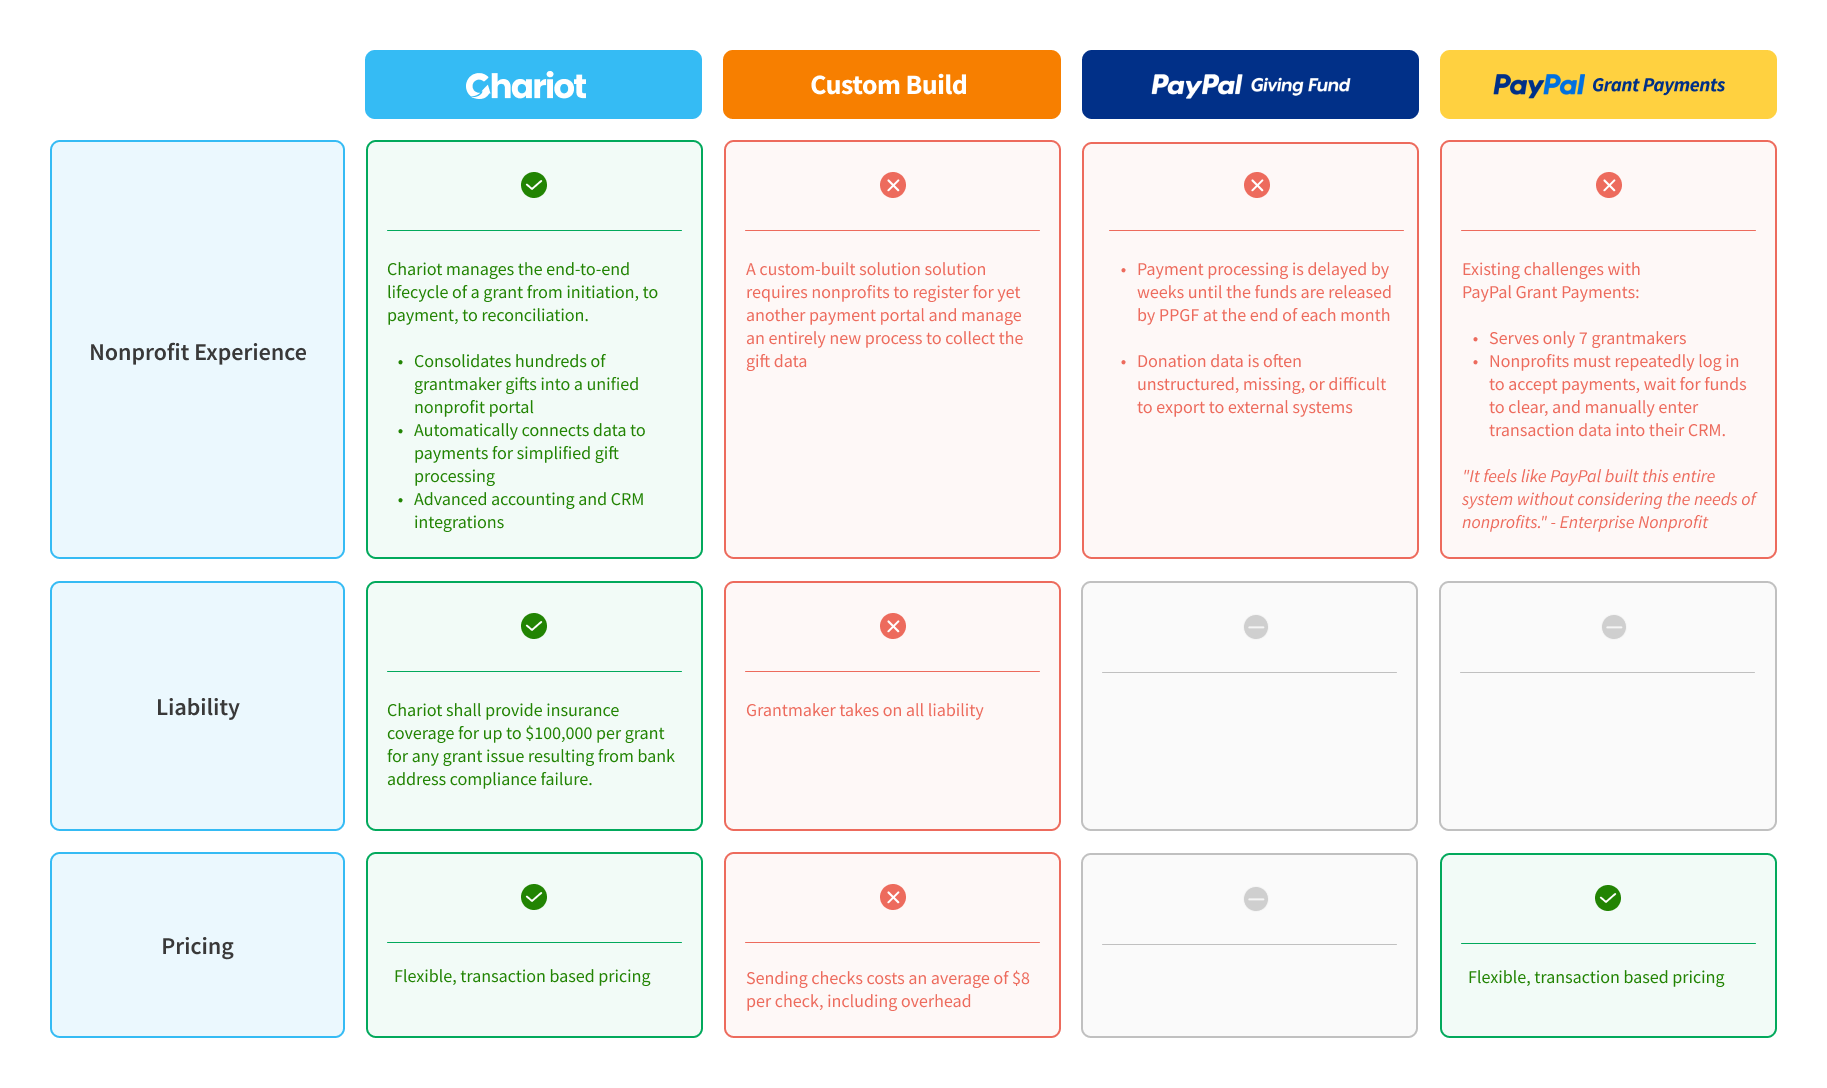 Chariot
Custom Build
PayPal Giving Fund
PayPal Grant Payments
Nonprofit Experience
Chariot manages the end-to-end
lifecycle of a grant from initiation, to
payment, to reconciliation.
• Consolidates hundreds of
grantmaker gifts into a unified
nonprofit portal
• Automatically connects data to
payments for simplified gift
processing
• Advanced accounting and CRM
integrations
A custom-built solution solution
requires nonprofits to register for yet
another payment portal and manage
an entirely new process to collect the
gift data
• Payment processing is delayed by
weeks until the funds are released
by PPGF at the end of each month
• Donation data is often
unstructured, missing, or difficult
to export to external systems
Existing challenges with
PayPal Grant Payments:
• Serves only 7 grantmakers
• Nonprofits must repeatedly log in
to accept payments, wait for funds
to clear, and manually enter
transaction data into their CRM.
"It feels like PayPal built this entire
system without considering the needs of
nonprofits." - Enterprise Nonprofit
Liability
Chariot shall provide insurance
coverage for up to $100,000 per grant
for any grant issue resulting from bank
address compliance failure.
Grantmaker takes on all liability
Pricing
Flexible, transaction based pricing
Sending checks costs an average of $8
per check, including overhead
Flexible, transaction based pricing